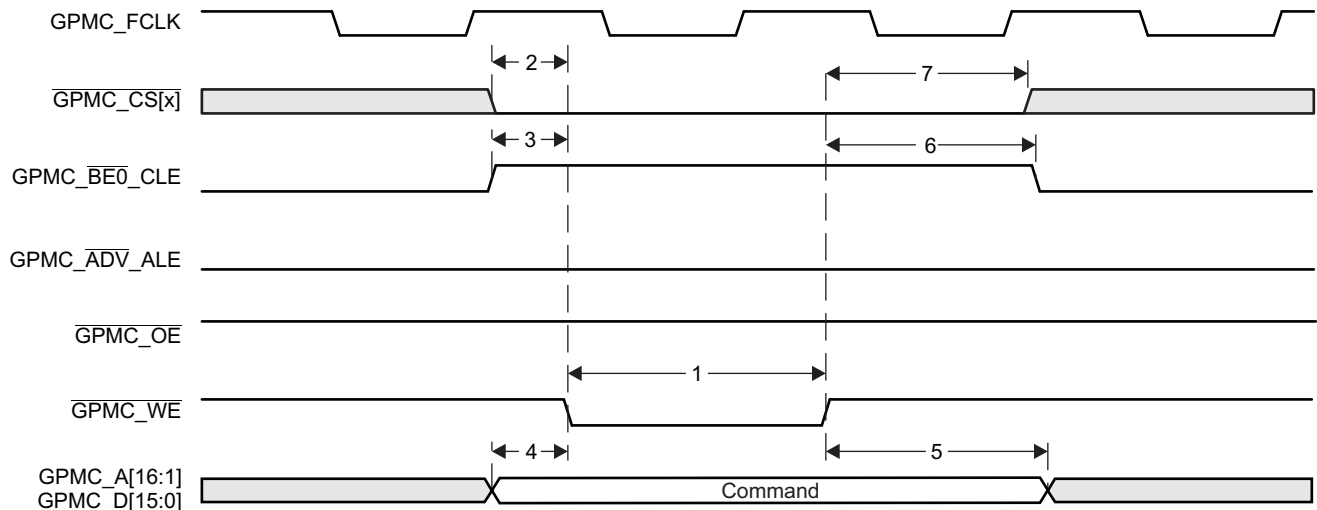 GPMC_FCLK
2
7
GPMC_CS[x]
3
6
GPMC_BE0_CLE
GPMC_ADV_ALE
GPMC_OE
1
GPMC_WE
4
5
GPMC_A[16:1]
GPMC_D[15:0]
Command